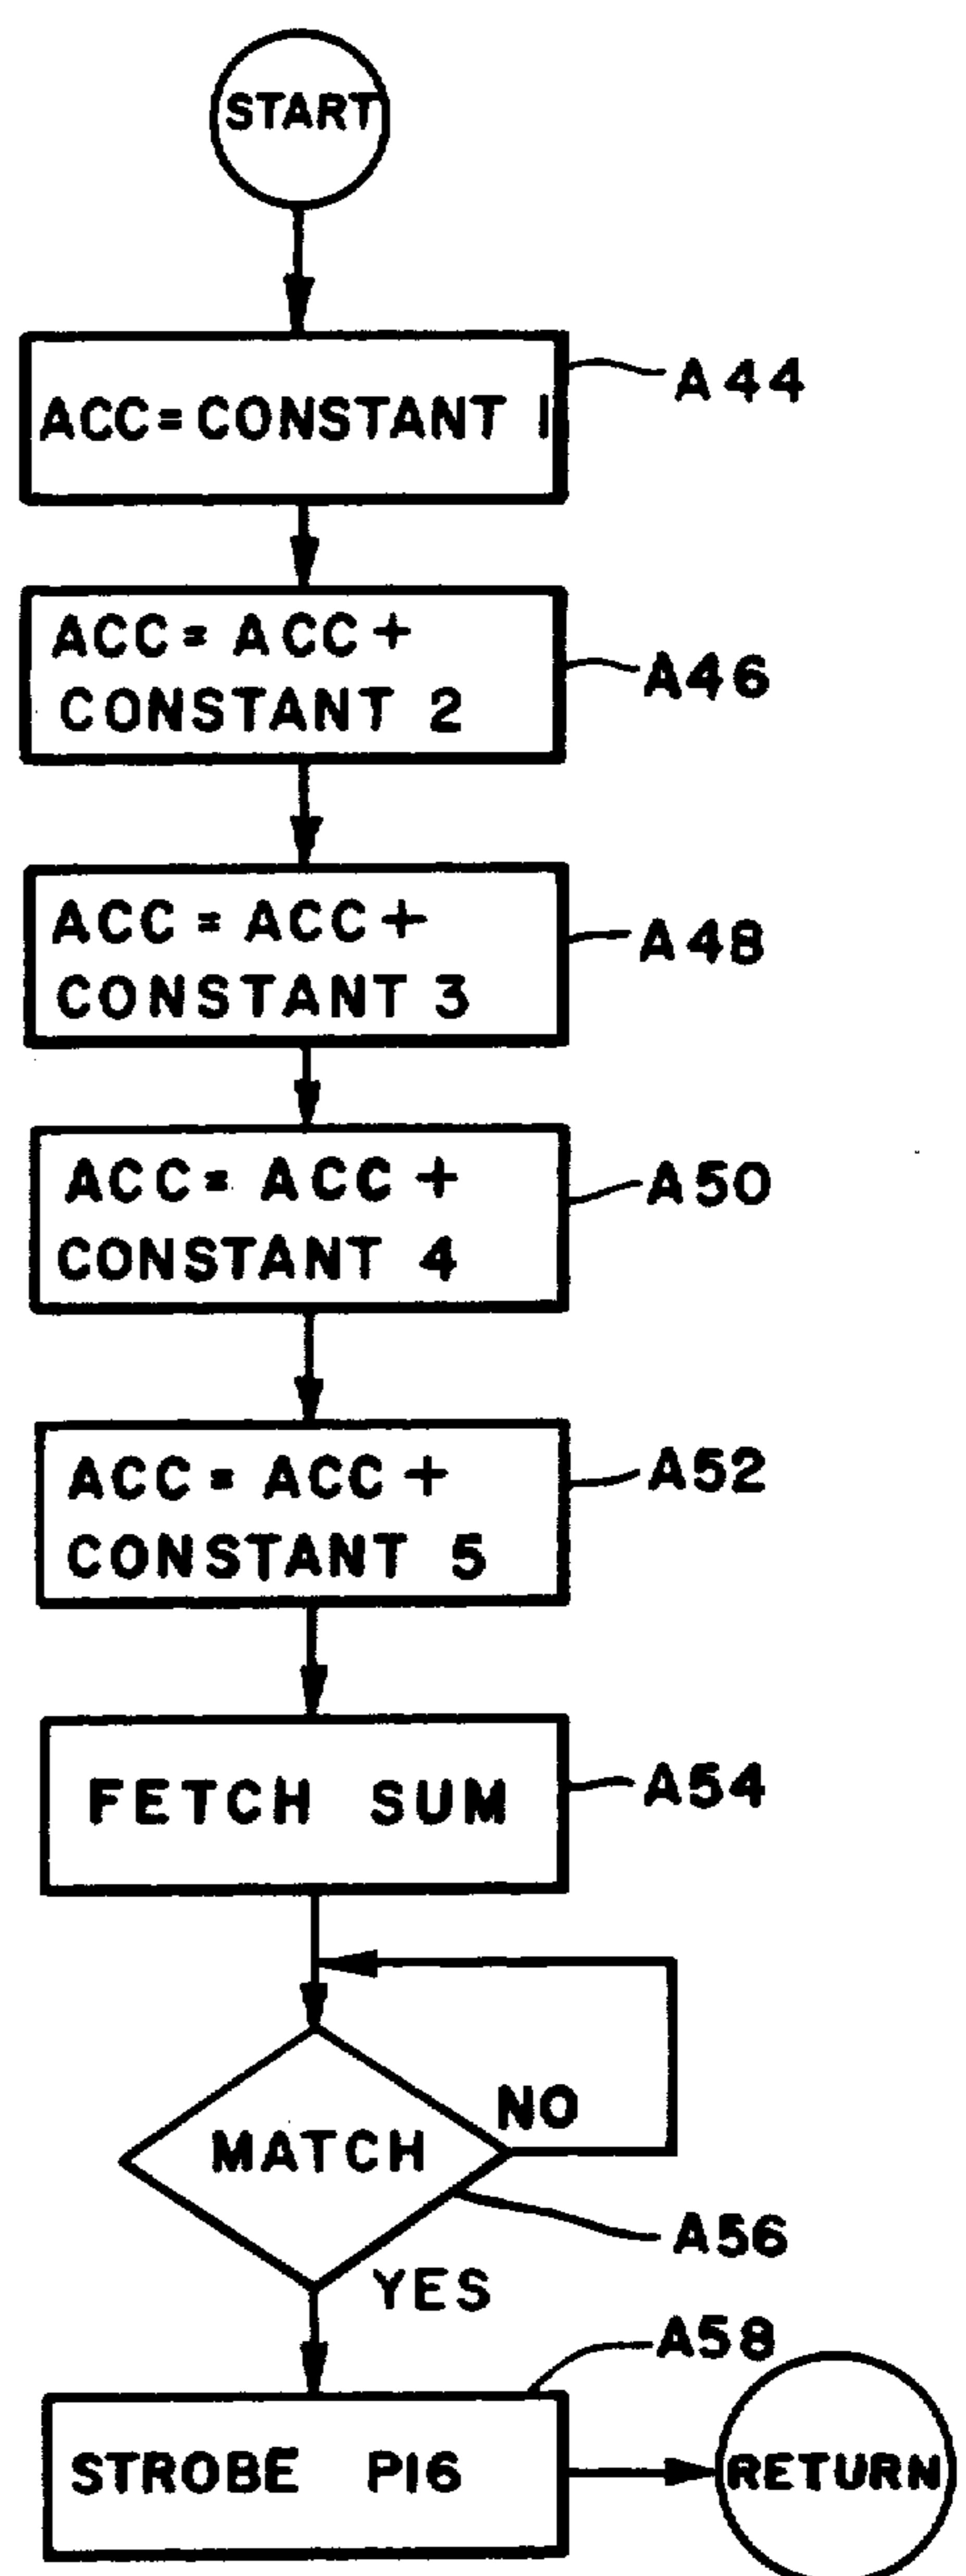 START
ACC=CONSTANT 1
A44
ACC= ACC+
CONSTANT 2
A46
ACC = ACC+
CONSTANT 3
A48
ACC= ACC +
CONSTANT 4
A50
ACC = ACC +
CONSTANT 5
A52
FETCH SUM
A54
MATCH
NO
A56
YES
A58
STROBE P16
RETURN